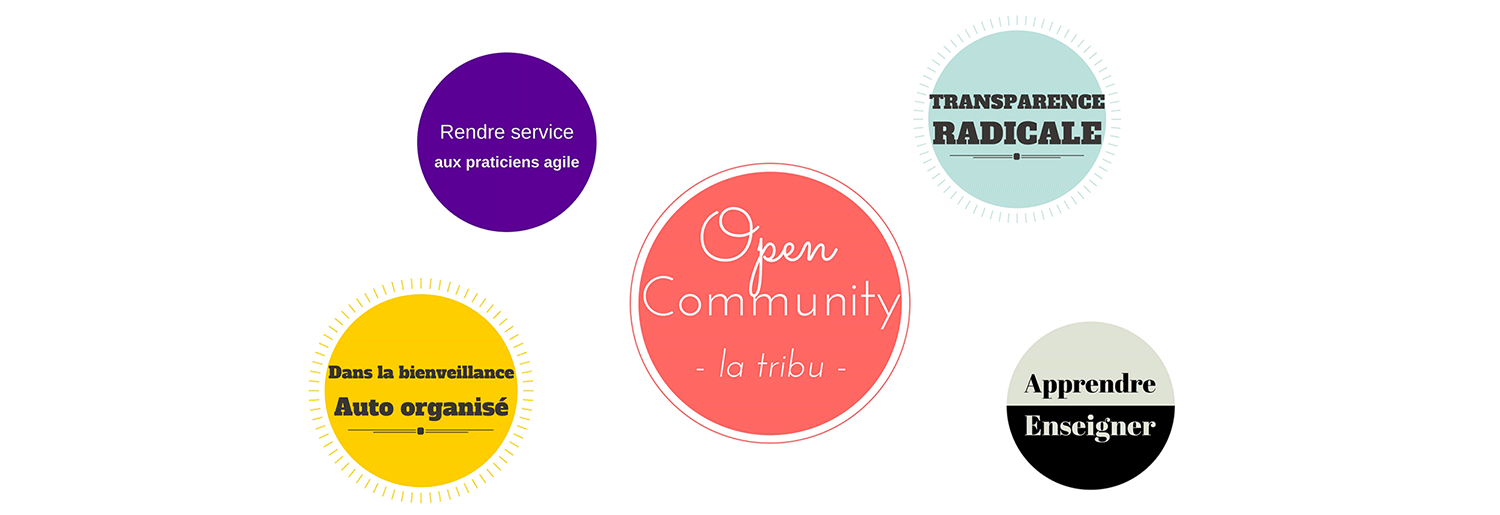 Rendre service
aux praticiens agile
TRANSPARENCE
RADICALE
Open
Community
- la tribu -
Dans la bienveillance
Auto organisé
Apprendre
Enseigner